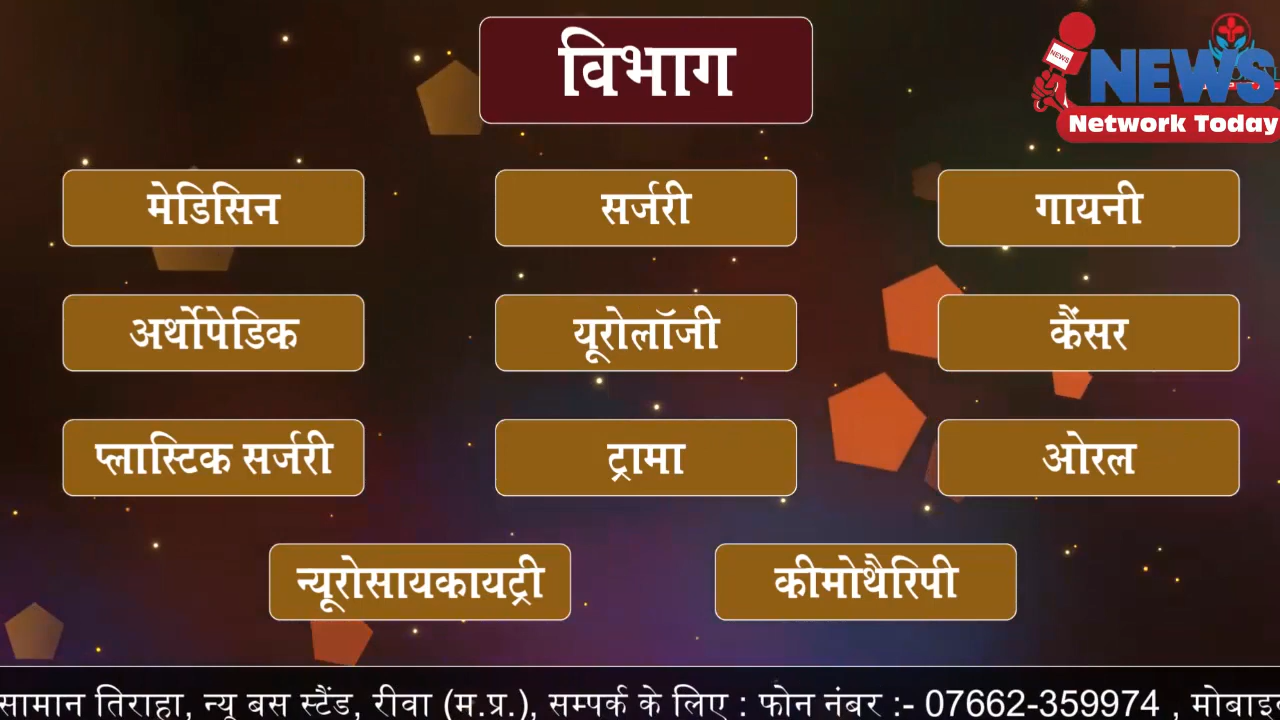 विभाग
NEWS
NEWS
Network Today
मेडिसिन
सर्जरी
गायनी
अर्थोपेडिक
यूरोलॉजी
कैंसर
प्लास्टिक सर्जरी
ट्रामा
ओरल
न्यूरोसायकायट्री
कीमोथैरिपी
सामान तिराहा, न्यू बस स्टैंड, रीवा (म.प्र.), सम्पर्क के लिए : फोन नंबर :- 07662-359974 ,